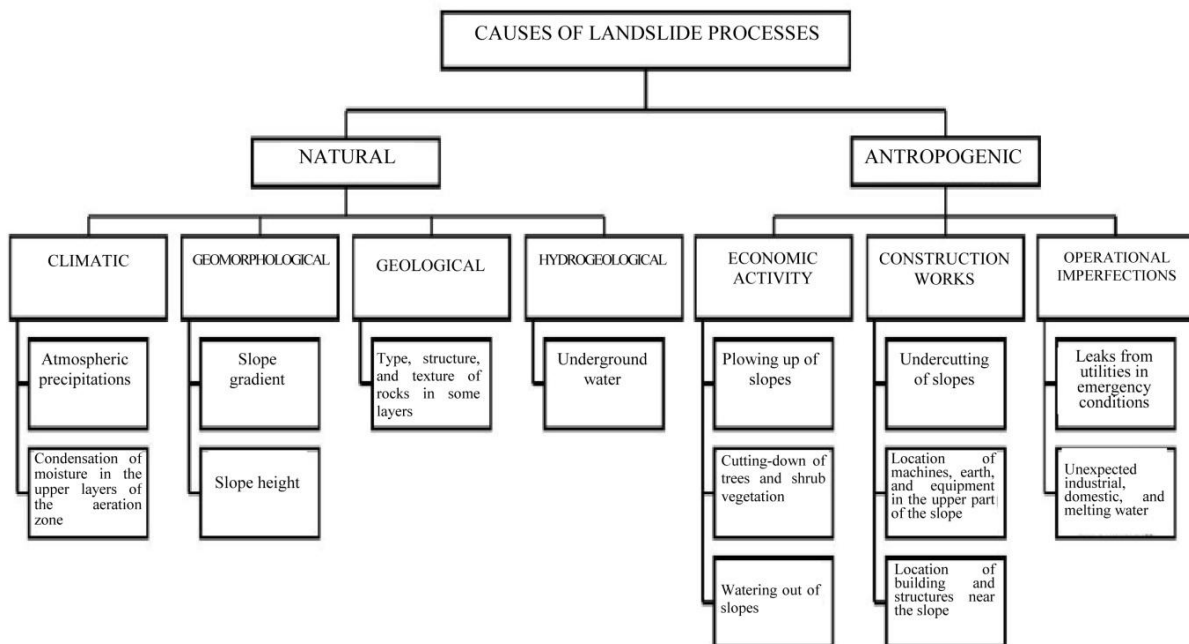 CAUSES OF LANDSLIDE PROCESSES
NATURAL
ANTROPOGENIC
CLIMATIC
GEOMORPHOLOGICAL
GEOLOGICAL
HYDROGEOLOGICAL
ECONOMIC
ACTIVITY
CONSTRUCTION
WORKS
OPERATIONAL
IMPERFECTIONS
Atmospheric
precipitations
Slope
gradient
Type, structure,
and texture of
rocks in some
layers
Underground
water
Plowing up of
slopes
Undercutting of
slopes
Leaks from
utilities in
emergency
conditions
Condensation of
moisture in the
upper layers of
the aeration
zone
Slope height
Cutting-down of
trees and shrub
vegetation
Location of
machines, earth,
and equipment
in the upper part
of the slope
Unexpected
industrial,
domestic, and
melting water
Watering out of
slopes
Location of
building and
structures near
the slope